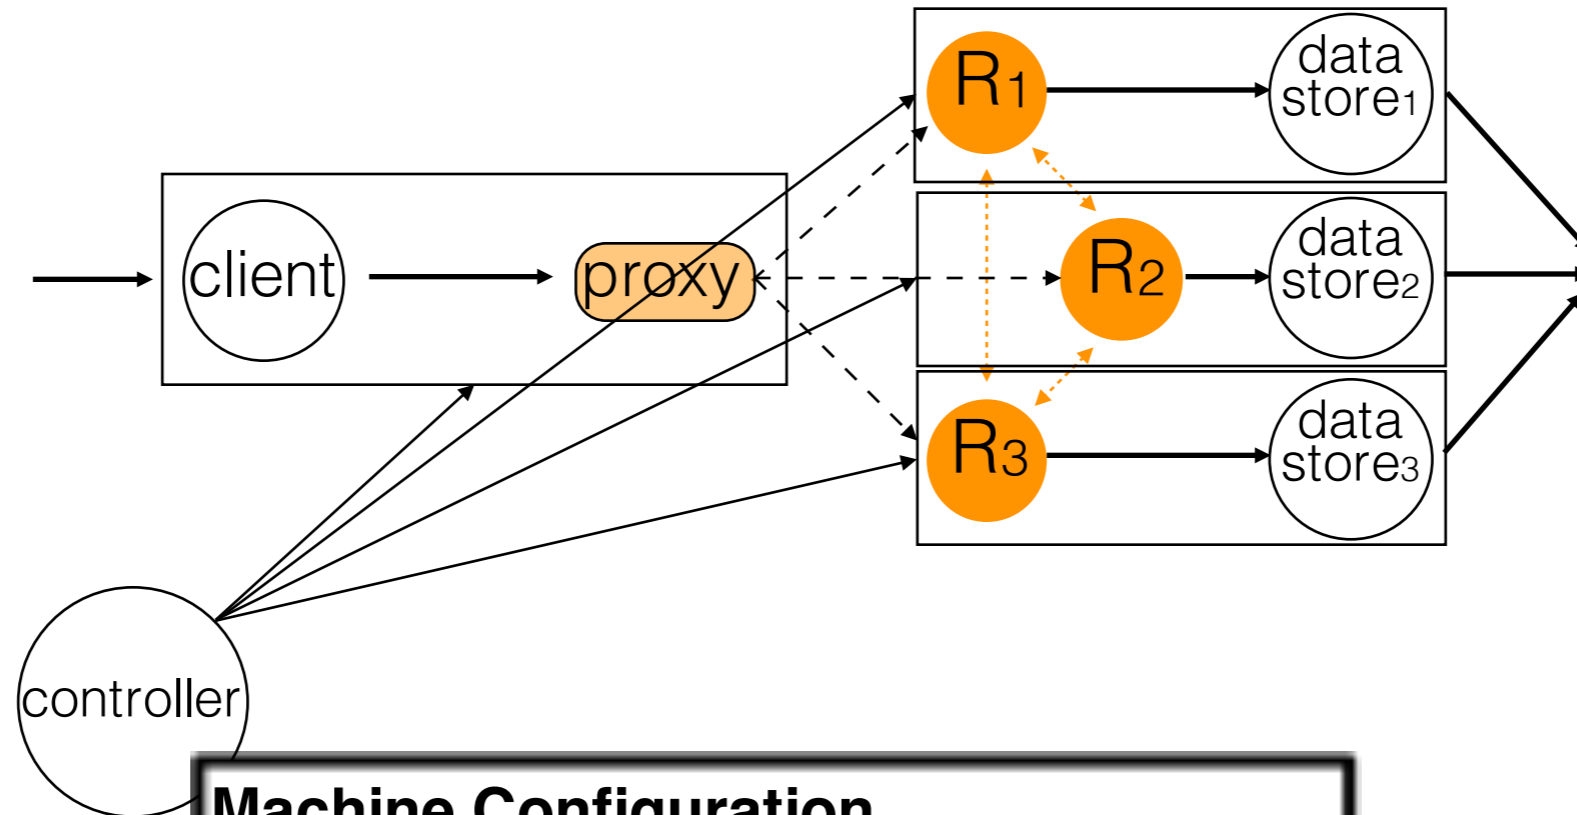 R1
data
store1
client
proxy
R2
data
store2
R3
data
store3
controller
Machine Configuration